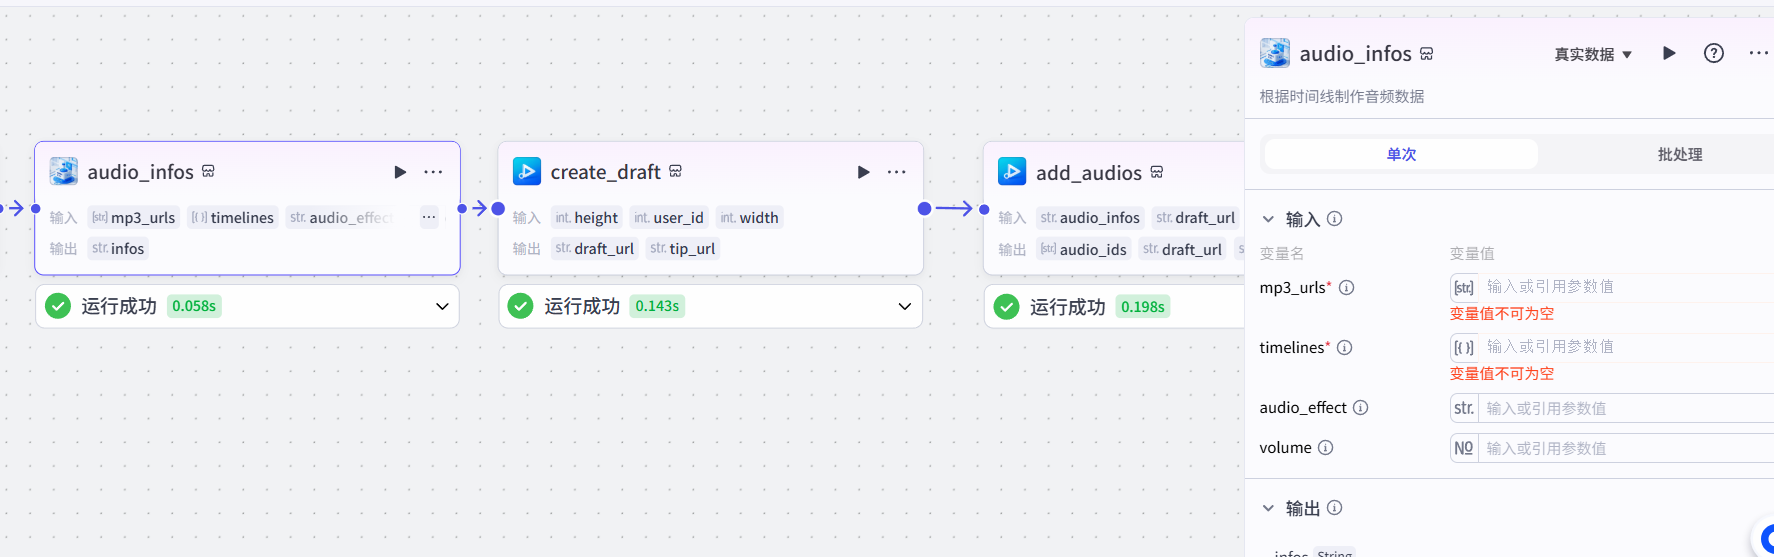 audio_infos
输入 [str] mp3_urls [{}] timelines str. audio_effect ...
输出 str. infos
运行成功 0.058s
create_draft
输入 int. height int. user_id int. width
输出 str. draft_url str. tip_url
运行成功 0.143s
add_audios
输入 str. audio_infos str. draft_url
输出 [str] audio_ids str. draft_url
运行成功 0.198s
audio_infos 真实数据
根据时间线制作音频数据
单次 批处理
输入
变量名 变量值
mp3_urls* [str.] 输入或引用参数值
变量值不可为空
timelines* [{}] 输入或引用参数值
变量值不可为空
audio_effect str. 输入或引用参数值
volume № 输入或引用参数值
输出
infos String